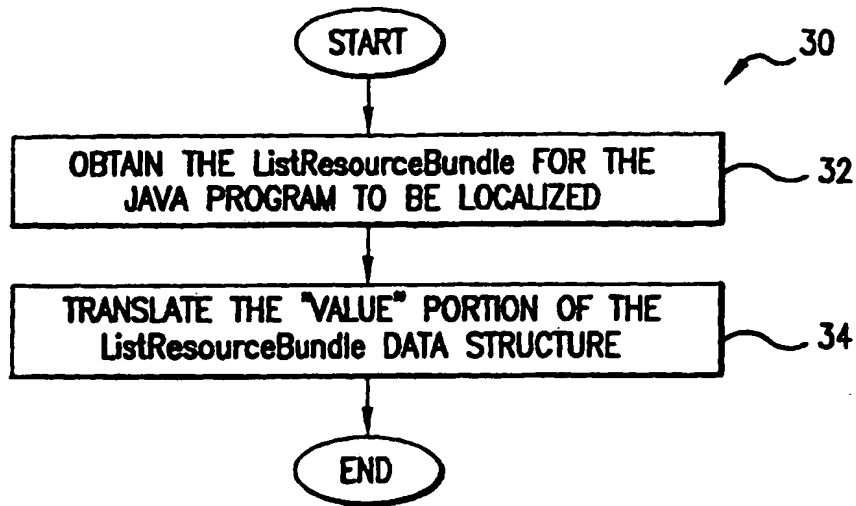 START
30
OBTAIN THE ListResourceBundle FOR THE
JAVA PROGRAM TO BE LOCALIZED
32
TRANSLATE THE "VALUE" PORTION OF THE
ListResourceBundle DATA STRUCTURE
34
END